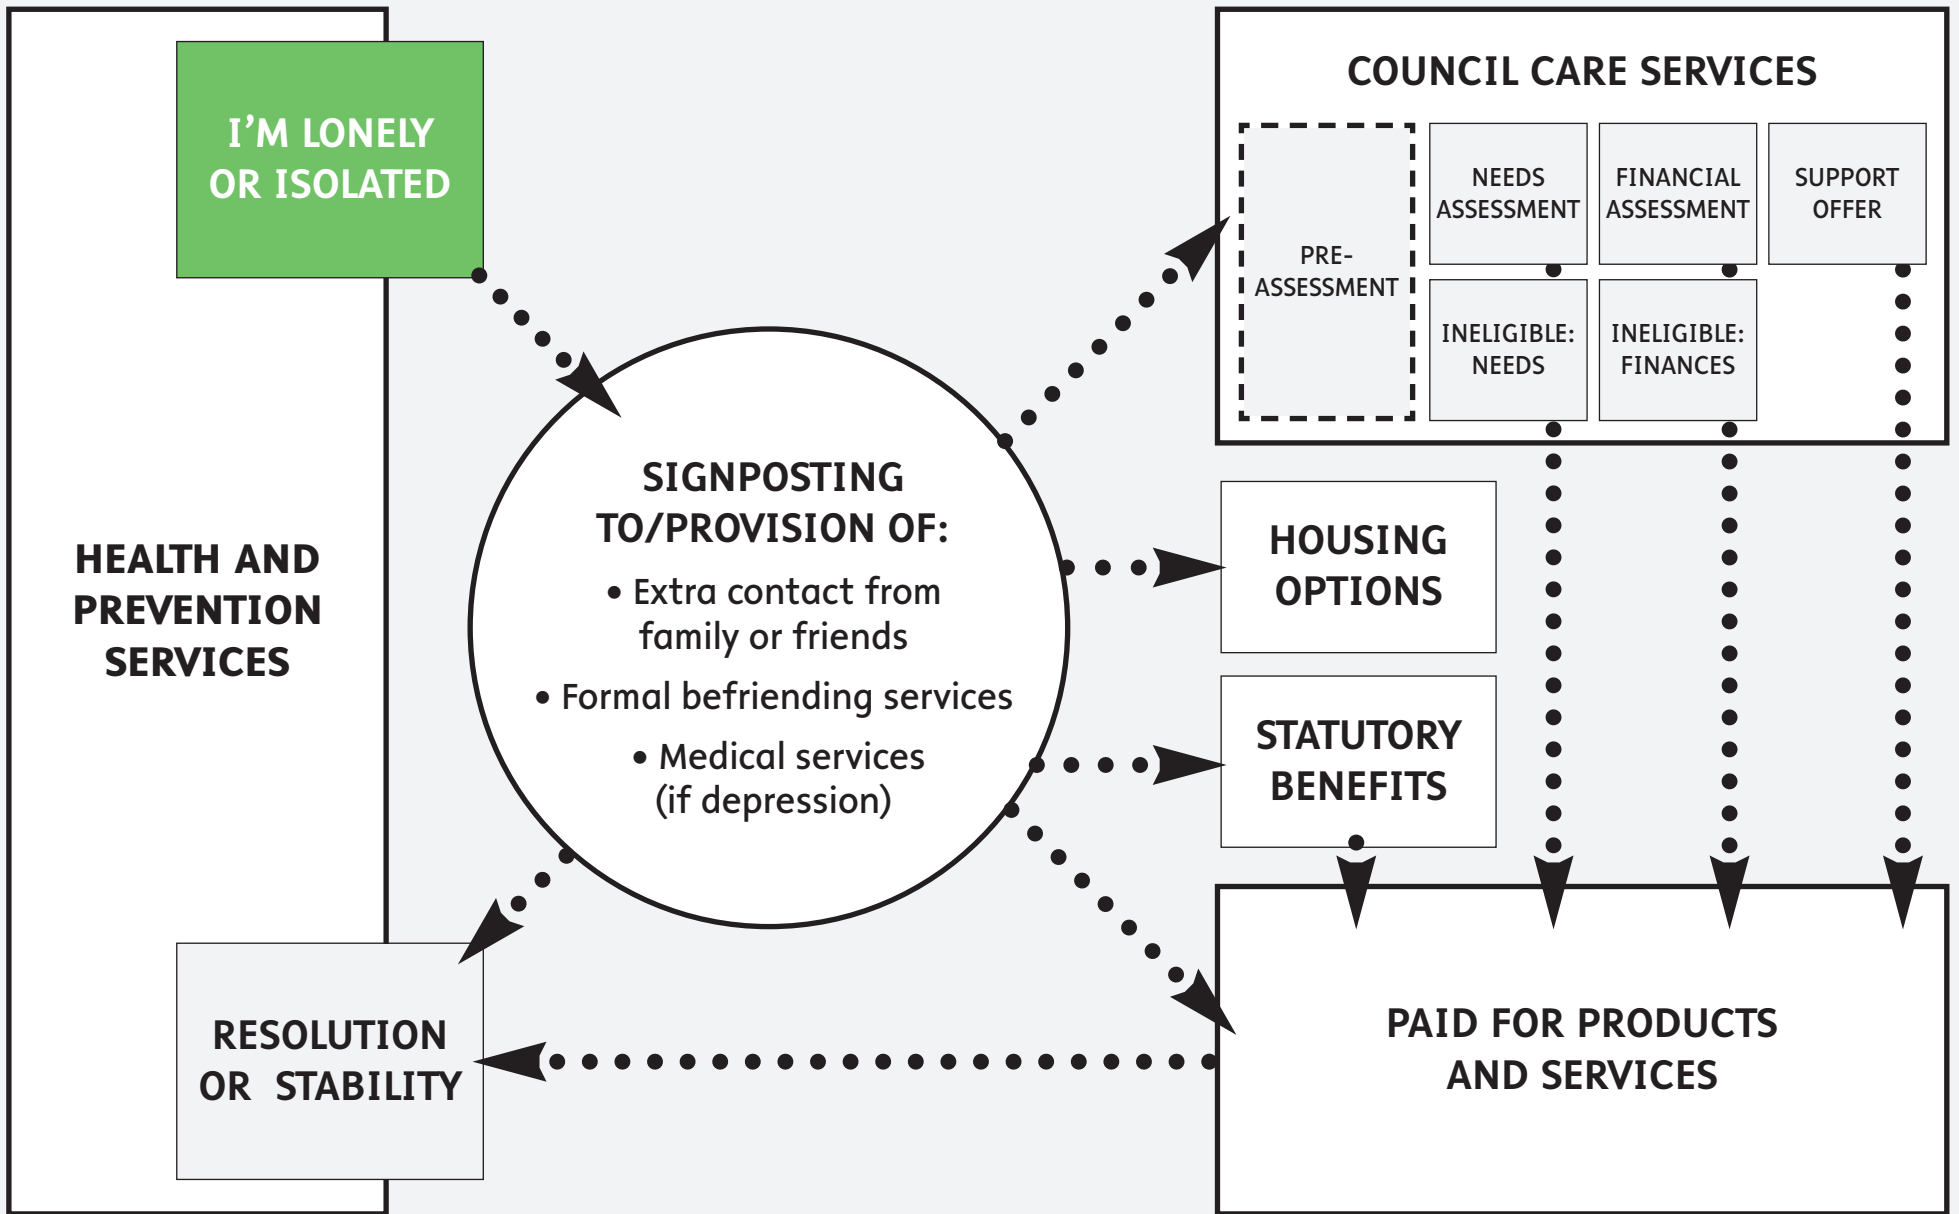 I’M LONELY
OR ISOLATED
HEALTH AND
PREVENTION
SERVICES
RESOLUTION
OR STABILITY
SIGNPOSTING
TO/PROVISION OF:
• Extra contact from
family or friends
• Formal befriending services
• Medical services
(if depression)
COUNCIL CARE SERVICES
PRE-
ASSESSMENT
NEEDS
ASSESSMENT
FINANCIAL
ASSESSMENT
SUPPORT
OFFER
INELIGIBLE:
NEEDS
INELIGIBLE:
FINANCES
HOUSING
OPTIONS
STATUTORY
BENEFITS
PAID FOR PRODUCTS
AND SERVICES